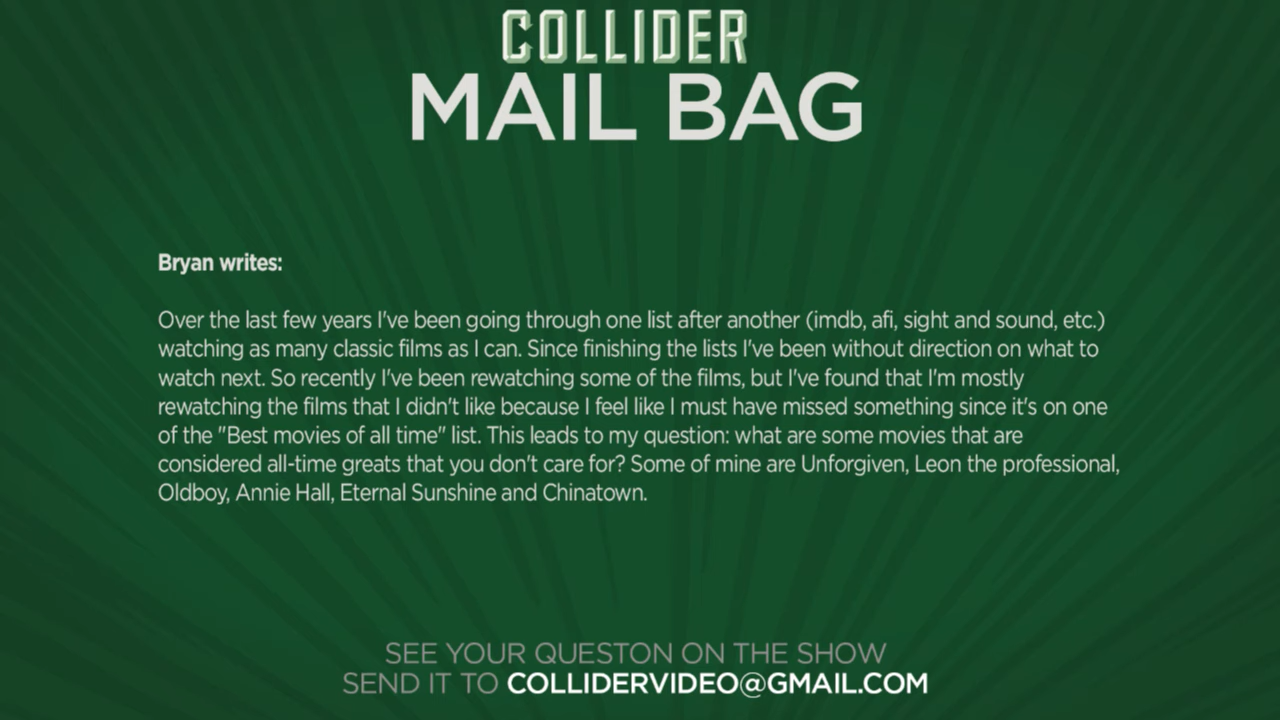 COLLIDER
MAIL BAG
Bryan writes:
Over the last few years I've been going through one list after another (imdb, afi, sight and sound, etc.)
watching as many classic films as I can. Since finishing the lists I've been without direction on what to
watch next. So recently I've been rewatching some of the films, but I've found that I'm mostly
rewatching the films that I didn't like because I feel like I must have missed something since it's on one
of the "Best movies of all time" list. This leads to my question: what are some movies that are
considered all-time greats that you don't care for? Some of mine are Unforgiven, Leon the professional,
Oldboy, Annie Hall, Eternal Sunshine and Chinatown.
SEE YOUR QUESTON ON THE SHOW
SEND IT TO COLLIDERVIDEO@GMAIL.COM